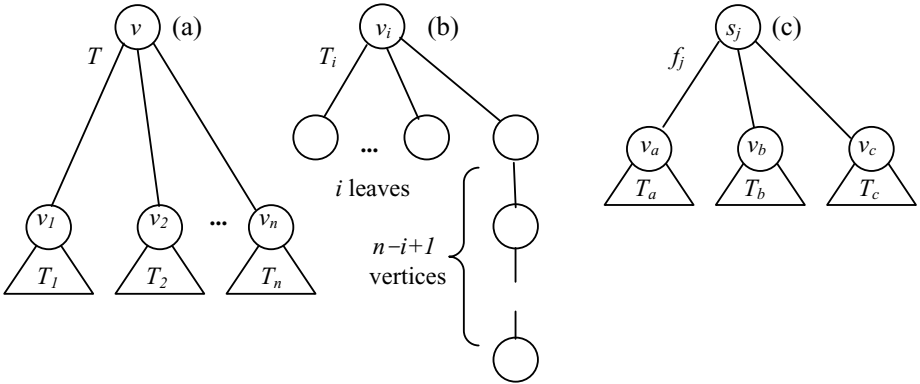 v (a)
T
v1 v2 ... vn
T1 T2 Tn
vi (b)
Ti
...
i leaves
n−i+1
vertices
sj (c)
fj
va vb vc
Ta Tb Tc